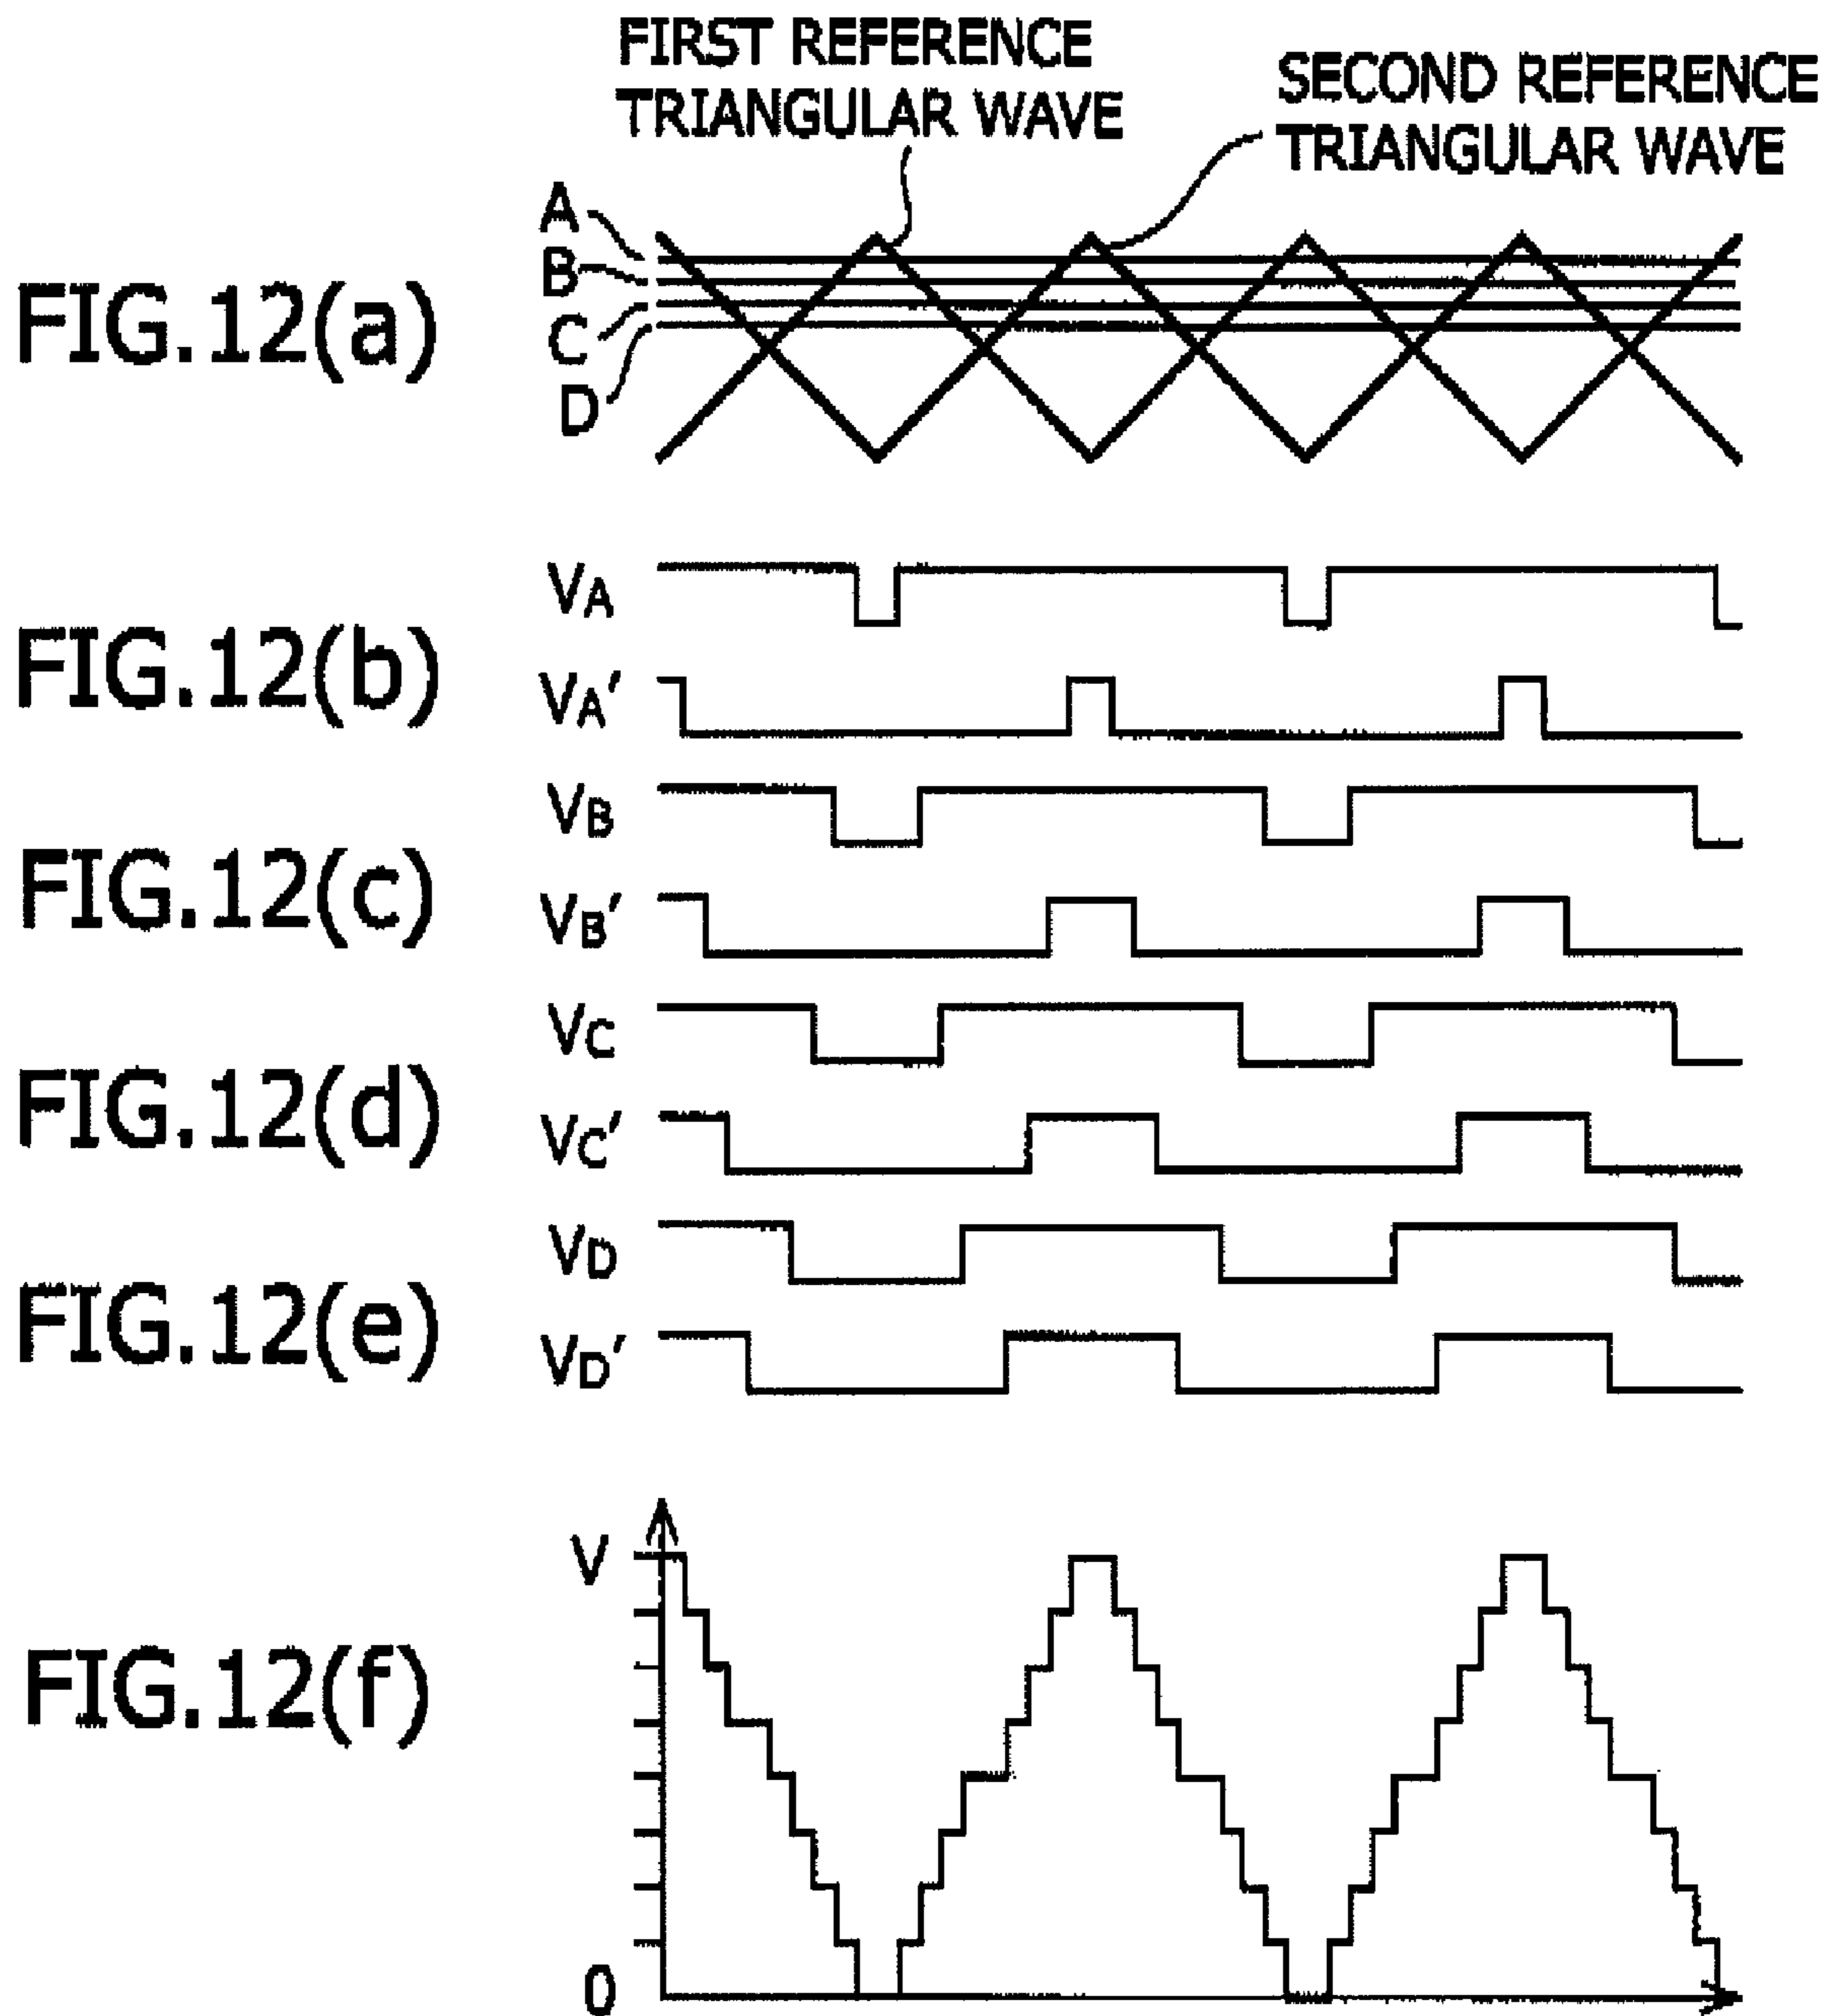 FIRST REFERENCE
TRIANGULAR WAVE
SECOND REFERENCE
TRIANGULAR WAVE
FIG.12(a)
A
B
C
D
FIG.12(b)
VA
VA'
FIG.12(c)
VB
VB'
FIG.12(d)
VC
VC'
FIG.12(e)
VD
VD'
FIG.12(f)
V
0